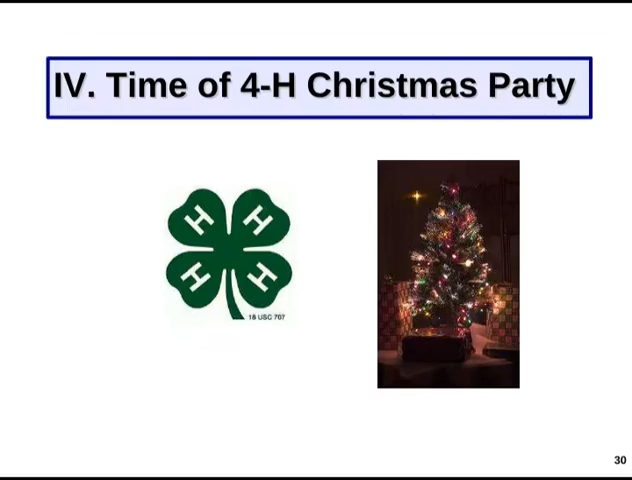 IV. Time of 4-H Christmas Party
H H
H H
18 USC 707
30